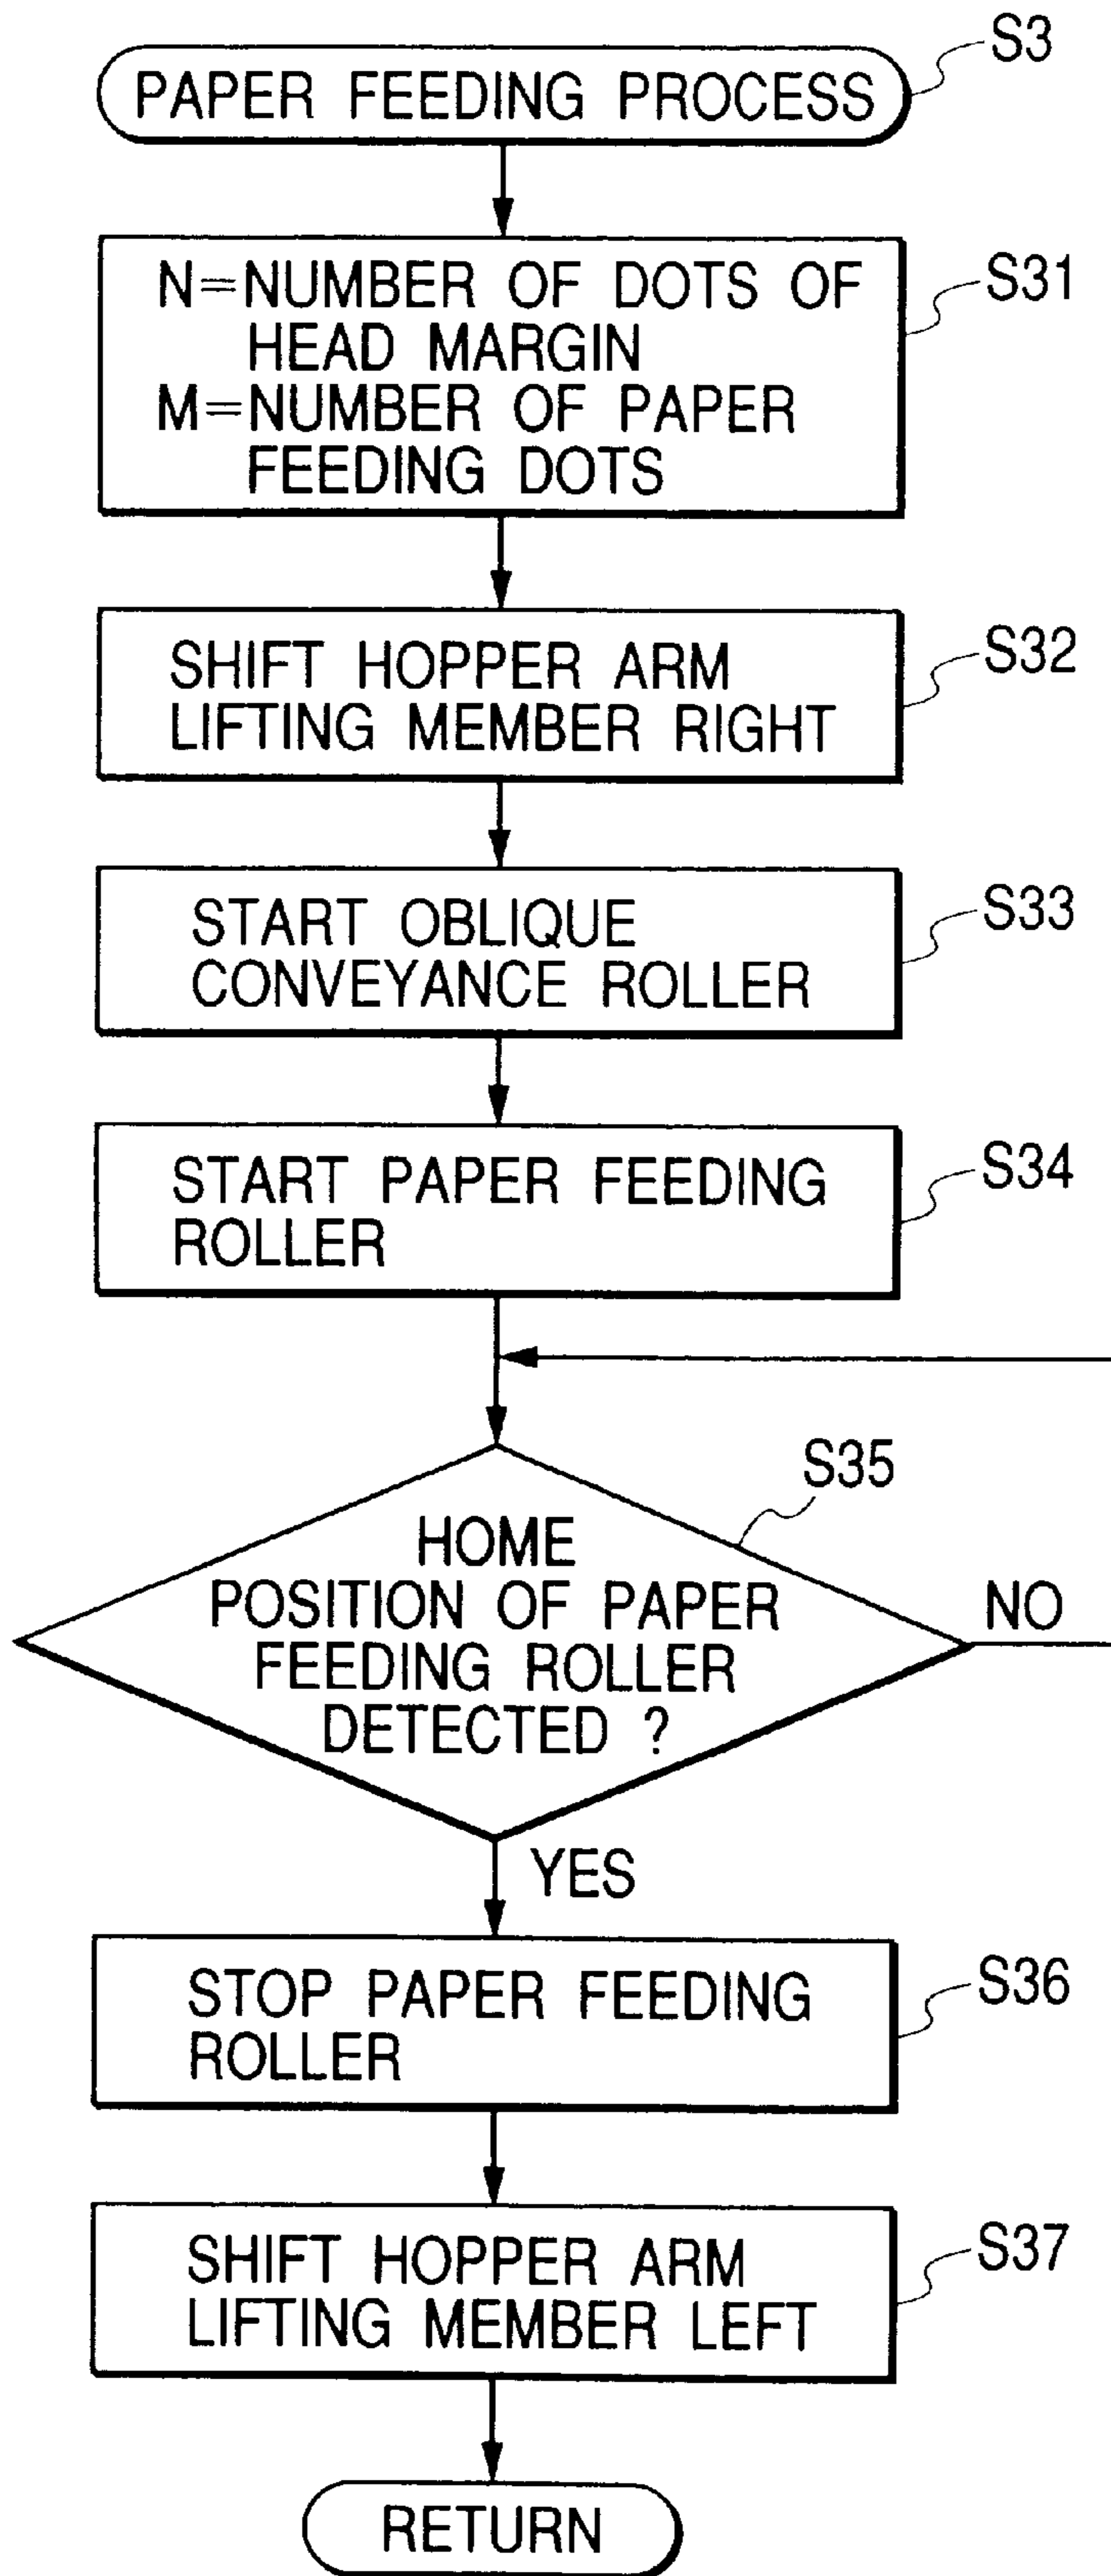 S3
PAPER FEEDING PROCESS
S31
N=NUMBER OF DOTS OF
HEAD MARGIN
M=NUMBER OF PAPER
FEEDING DOTS
S32
SHIFT HOPPER ARM
LIFTING MEMBER RIGHT
S33
START OBLIQUE
CONVEYANCE ROLLER
S34
START PAPER FEEDING
ROLLER
S35
HOME
POSITION OF PAPER
FEEDING ROLLER
DETECTED ?
NO
YES
S36
STOP PAPER FEEDING
ROLLER
S37
SHIFT HOPPER ARM
LIFTING MEMBER LEFT
RETURN